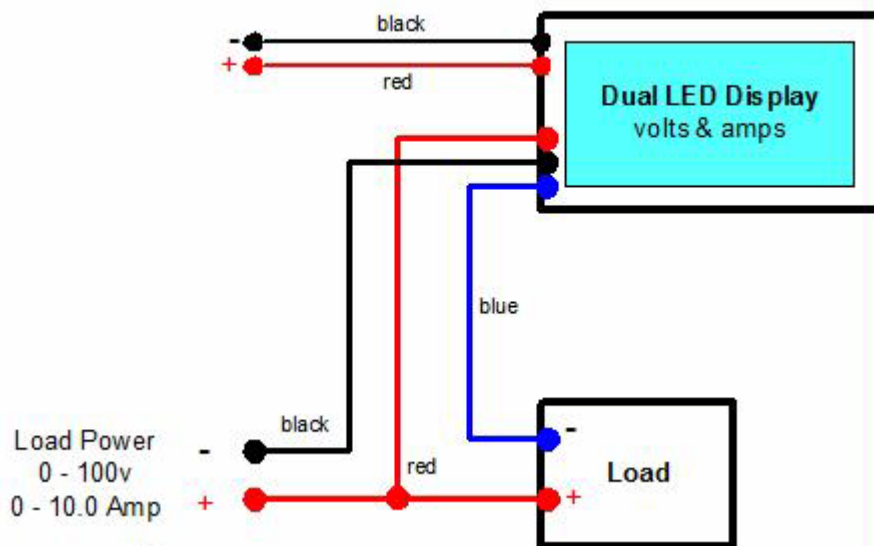 black
-
+
red
Dual LED Display
volts & amps
blue
black
Load Power
0 - 100v
0 - 10.0 Amp
-
+
red
-
Load
+